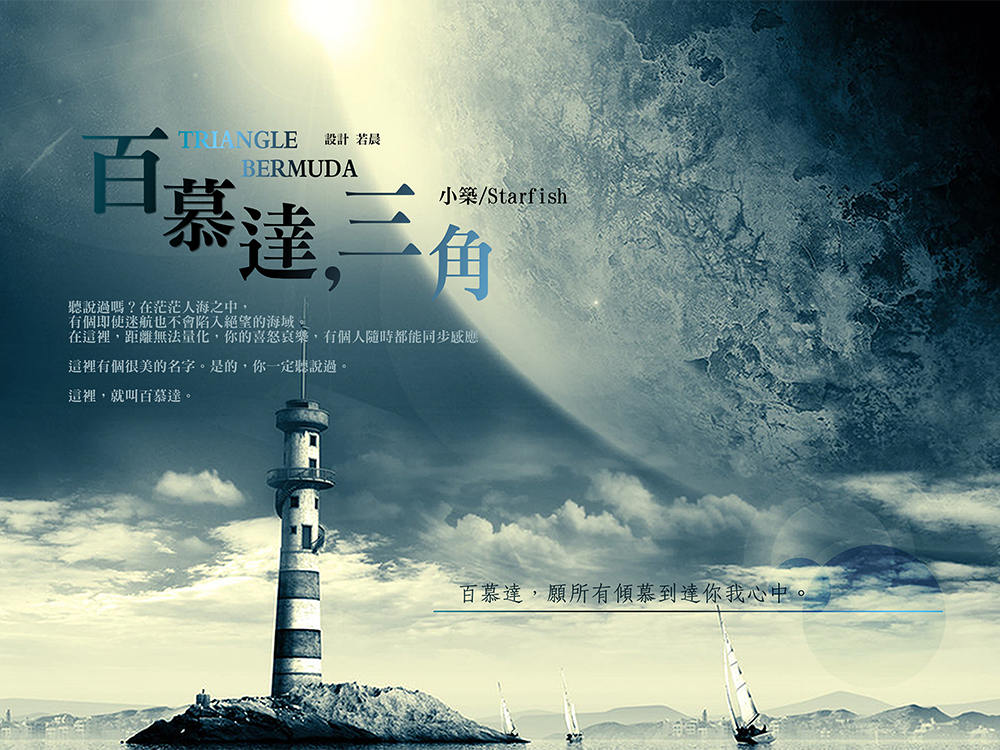 百慕達,三角
TRIANGLE
BERMUDA
設計 若晨
小築/Starfish
聽說過嗎？在茫茫人海之中，
有個即使迷航也不會陷入絕望的海域。
在這裡，距離無法量化，你的喜怒哀樂，有個人隨時都能同步感應
這裡有個很美的名字。是的，你一定聽說過。
這裡，就叫百慕達。
百慕達，願所有傾慕到達你我心中。